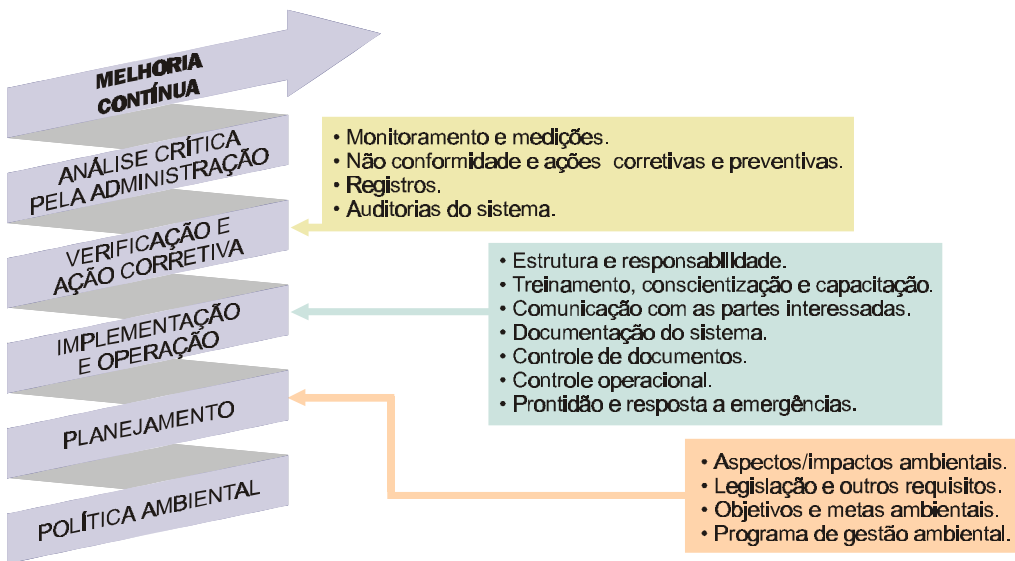 MELHORIA
CONTÍNUA
ANÁLISE CRÍTICA
PELA ADMINISTRAÇÃO
• Monitoramento e medições.
• Não conformidade e ações corretivas e preventivas.
• Registros.
• Auditorias do sistema.
VERIFICAÇÃO E
AÇÃO CORRETIVA
• Estrutura e responsabilidade.
• Treinamento, conscientização e capacitação.
• Comunicação com as partes interessadas.
• Documentação do sistema.
• Controle de documentos.
• Controle operacional.
• Prontidão e resposta a emergências.
IMPLEMENTAÇÃO
E OPERAÇÃO
PLANEJAMENTO
• Aspectos/impactos ambientais.
• Legislação e outros requisitos.
• Objetivos e metas ambientais.
• Programa de gestão ambiental.
POLÍTICA AMBIENTAL